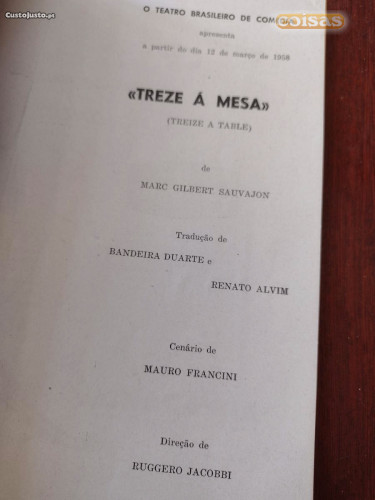 CustoJusto.pt
coisas
O TEATRO BRASILEIRO DE
apresenta
a partir do dia 12 de março de 1958
«TREZE Á MESA»
(TREIZE A TABLE)
de
MARC GILBERT SAUVAJON
Tradução de
BANDEIRA DUARTE e
RENATO ALVIM
Cenário de
MAURO FRANCINI
Direção de
RUGGERO JACOBBI